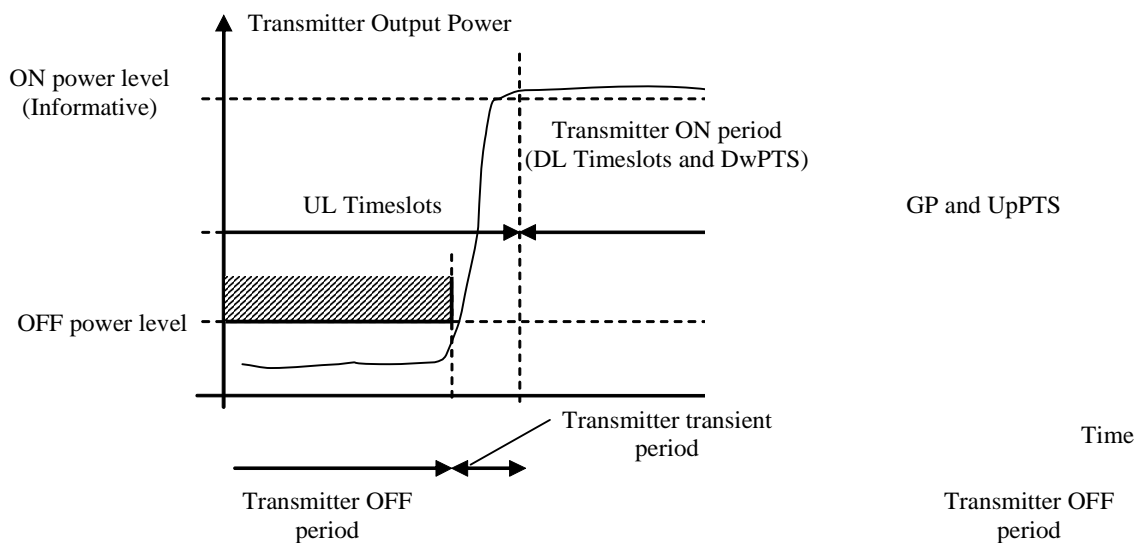 Transmitter Output Power
ON power level
(Informative)
Transmitter ON period
(DL Timeslots and DwPTS)
UL Timeslots
GP and UpPTS
OFF power level
Transmitter transient
period
Time
Transmitter OFF
period
Transmitter OFF
period